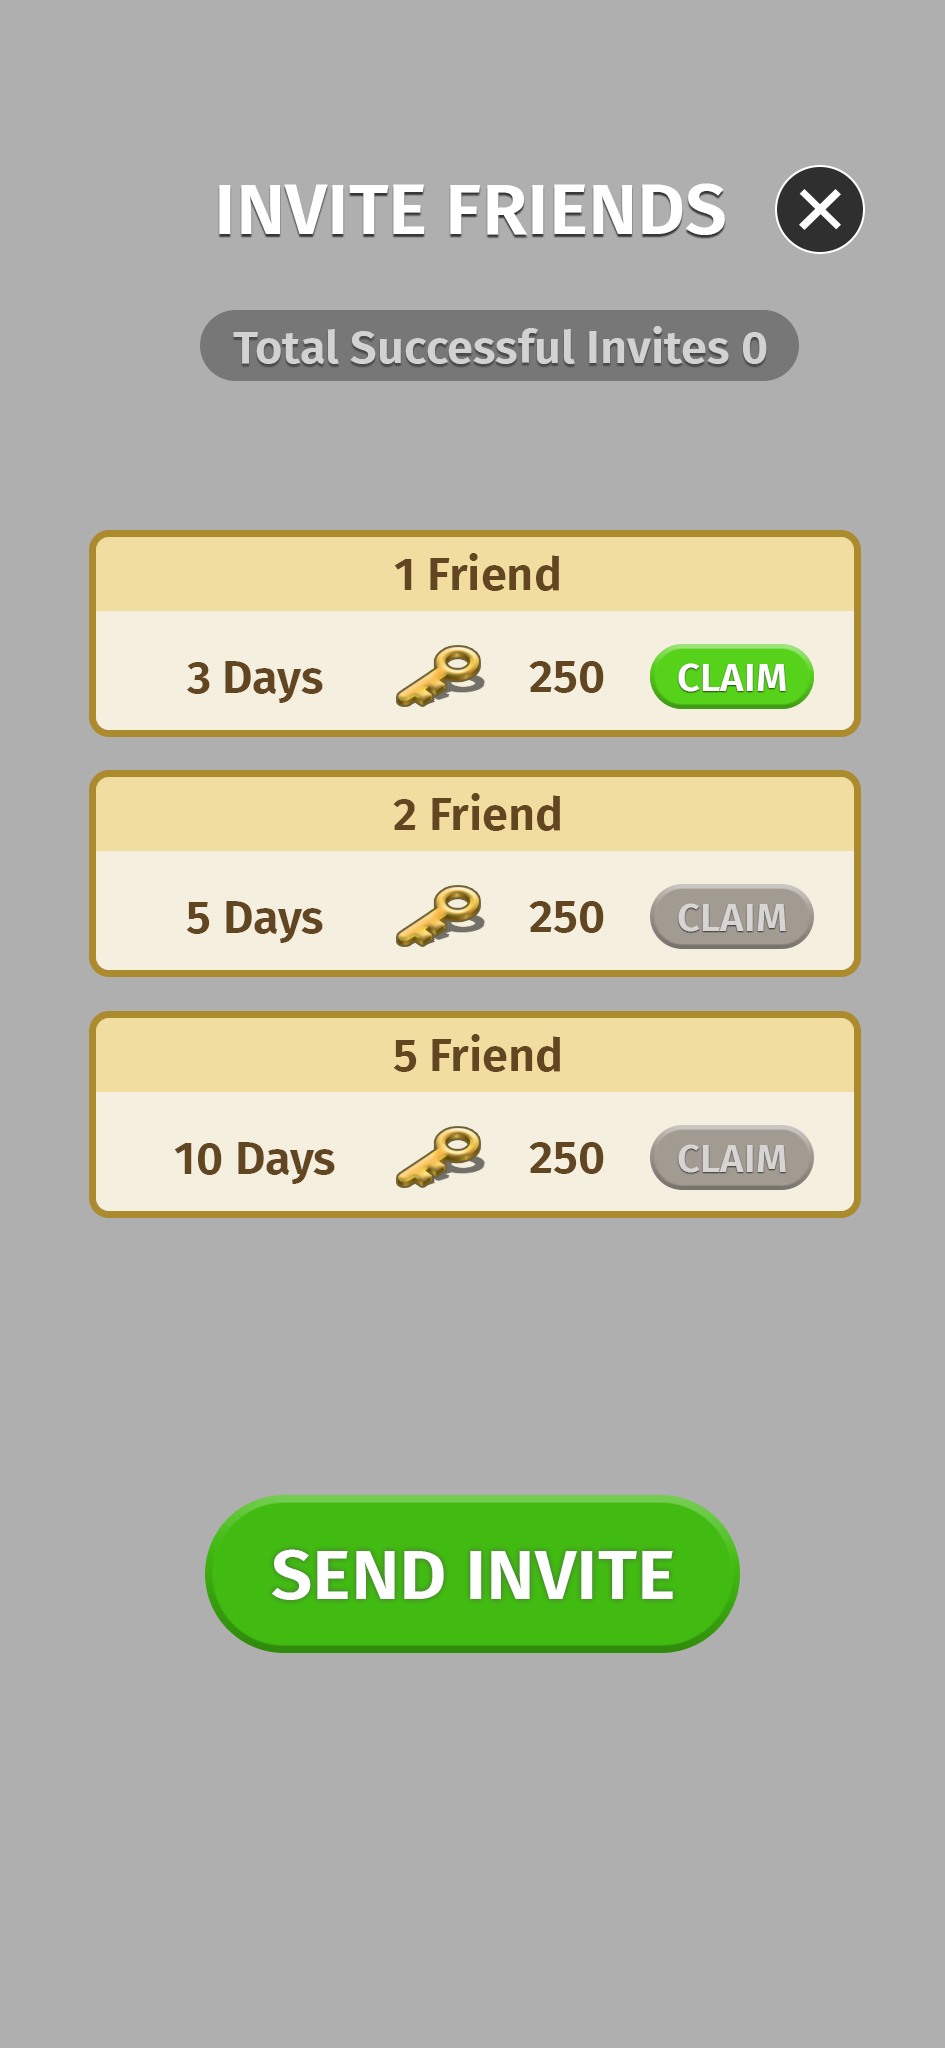 INVITE FRIENDS
Total Successful Invites 0
1 Friend
3 Days 250 CLAIM
2 Friend
5 Days 250 CLAIM
5 Friend
10 Days 250 CLAIM
SEND INVITE